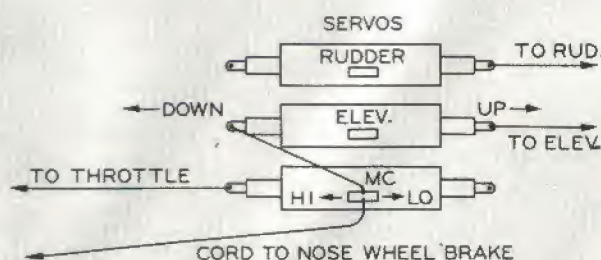 SERVOS
RUDDER
TO RUD.
DOWN
ELEV.
UP
TO ELEV.
TO THROTTLE
MC
HI
LO
CORD TO NOSE WHEEL BRAKE